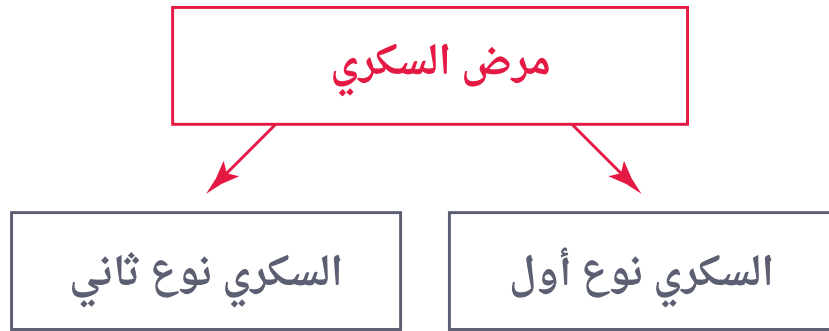 مرض السكري
السكري نوع أول
السكري نوع ثاني